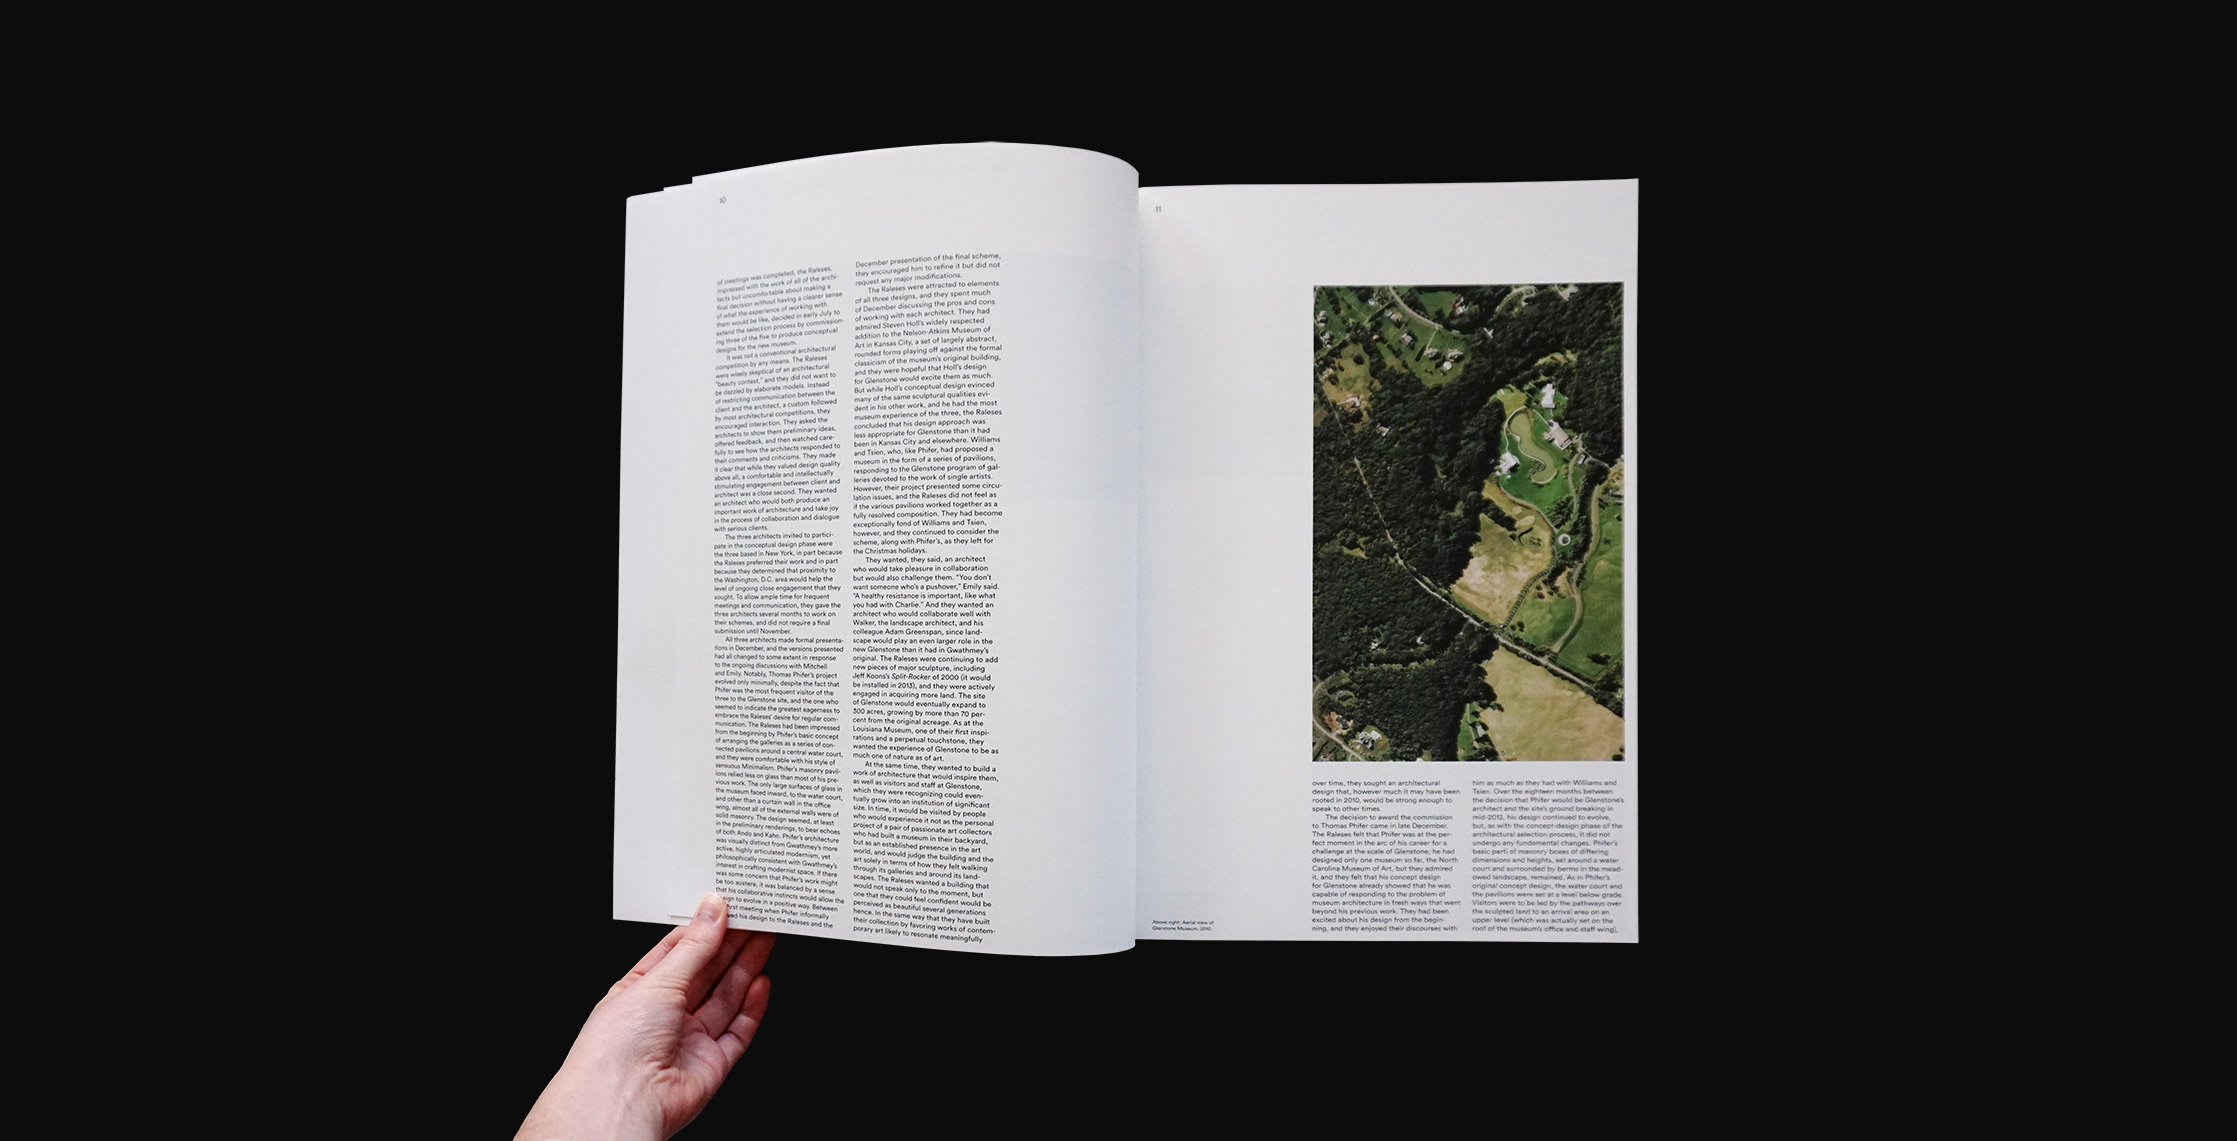 10
of meetings was completed, the Raleses,
impressed with the work of all of the archi-
tects but uncomfortable about making a
final decision without having a clearer sense
of what the experience of working with
them would be like, decided in early July to
extend the selection process by commission-
ing three of the five to produce conceptual
designs for the new museum.
It was not a conventional architectural
competition by any means. The Raleses
were wisely skeptical of an architectural
"beauty contest," and they did not want to
be dazzled by elaborate models. Instead
of restricting communication between the
client and the architect, a custom followed
by most architectural competitions, they
encouraged interaction. They asked the
architects to show them preliminary ideas,
offered feedback, and then watched care-
fully to see how the architects responded to
their comments and criticisms. They made
it clear that while they valued design quality
above all, a comfortable and intellectually
stimulating engagement between client and
architect was a close second. They wanted
an architect who would both produce an
important work of architecture and take joy
in the process of collaboration and dialogue
with serious clients.
The three architects invited to partici-
pate in the conceptual design phase were
the three based in New York, in part because
the Raleses preferred their work and in part
because they determined that proximity to
the Washington, D.C. area would help the
level of ongoing close engagement that they
sought. To allow ample time for frequent
meetings and communication, they gave the
three architects several months to work on
their schemes, and did not require a final
submission until November.
All three architects made formal presenta-
tions in December, and the versions presented
had all changed to some extent in response
to the ongoing discussions with Mitchell
and Emily. Notably, Thomas Phifer's project
evolved only minimally, despite the fact that
Phifer was the most frequent visitor of the
three to the Glenstone site, and the one who
seemed to indicate the greatest eagerness to
embrace the Raleses' desire for regular com-
munication. The Raleses had been impressed
from the beginning by Phifer's basic concept
of arranging the galleries as a series of con-
nected pavilions around a central water court,
and they were comfortable with his style of
sensuous Minimalism. Phifer's masonry pavil-
ions relied less on glass than most of his pre-
vious work. The only large surfaces of glass in
the museum faced inward, to the water court,
and other than a curtain wall in the office
wing, almost all of the external walls were of
solid masonry. The design seemed, at least
in the preliminary renderings, to bear echoes
of both Ando and Kahn. Phifer's architecture
was visually distinct from Gwathmey's more
active, highly articulated modernism, yet
philosophically consistent with Gwathmey's
interest in crafting modernist space. If there
was some concern that Phifer's work might
be too austere, it was balanced by a sense
that his collaborative instincts would allow the
sign to evolve in a positive way. Between
first meeting when Phifer informally
wed his design to the Raleses and the
December presentation of the final scheme,
they encouraged him to refine it but did not
request any major modifications.
The Raleses were attracted to elements
of all three designs, and they spent much
of December discussing the pros and cons
of working with each architect. They had
admired Steven Holl's widely respected
addition to the Nelson-Atkins Museum of
Art in Kansas City, a set of largely abstract,
rounded forms playing off against the formal
classicism of the museum's original building,
and they were hopeful that Holl's design
for Glenstone would excite them as much.
But while Holl's conceptual design evinced
many of the same sculptural qualities evi-
dent in his other work, and he had the most
museum experience of the three, the Raleses
concluded that his design approach was
less appropriate for Glenstone than it had
been in Kansas City and elsewhere. Williams
and Tsien, who, like Phifer, had proposed a
museum in the form of a series of pavilions,
responding to the Glenstone program of gal-
leries devoted to the work of single artists.
However, their project presented some circu-
lation issues, and the Raleses did not feel as
if the various pavilions worked together as a
fully resolved composition. They had become
exceptionally fond of Williams and Tsien,
however, and they continued to consider the
scheme, along with Phifer's, as they left for
the Christmas holidays.
They wanted, they said, an architect
who would take pleasure in collaboration
but would also challenge them. "You don't
want someone who's a pushover," Emily said.
"A healthy resistance is important, like what
you had with Charlie." And they wanted an
architect who would collaborate well with
Walker, the landscape architect, and his
colleague Adam Greenspan, since land-
scape would play an even larger role in the
new Glenstone than it had in Gwathmey's
original. The Raleses were continuing to add
new pieces of major sculpture, including
Jeff Koons's Split-Rocker of 2000 (it would
be installed in 2013), and they were actively
engaged in acquiring more land. The site
of Glenstone would eventually expand to
300 acres, growing by more than 70 per-
cent from the original acreage. As at the
Louisiana Museum, one of their first inspi-
rations and a perpetual touchstone, they
wanted the experience of Glenstone to be as
much one of nature as of art.
At the same time, they wanted to build a
work of architecture that would inspire them,
as well as visitors and staff at Glenstone,
which they were recognizing could even-
tually grow into an institution of significant
size. In time, it would be visited by people
who would experience it not as the personal
project of a pair of passionate art collectors
who had built a museum in their backyard,
but as an established presence in the art
world, and would judge the building and the
art solely in terms of how they felt walking
through its galleries and around its land-
scapes. The Raleses wanted a building that
would not speak only to the moment, but
one that they could feel confident would be
perceived as beautiful several generations
hence. In the same way that they have built
their collection by favoring works of contem-
porary art likely to resonate meaningfully
11
Above right: Aerial view of
Glenstone Museum, 2010
over time, they sought an architectural
design that, however much it may have been
rooted in 2010, would be strong enough to
speak to other times.
The decision to award the commission
to Thomas Phifer came in late December.
The Raleses felt that Phifer was at the per-
fect moment in the arc of his career for a
challenge at the scale of Glenstone; he had
designed only one museum so far, the North
Carolina Museum of Art, but they admired
it, and they felt that his concept design
for Glenstone already showed that he was
capable of responding to the problem of
museum architecture in fresh ways that went
beyond his previous work. They had been
excited about his design from the begin-
ning, and they enjoyed their discourses with
him as much as they had with Williams and
Tsien. Over the eighteen months between
the decision that Phifer would be Glenstone's
architect and the site's ground breaking in
mid-2013, his design continued to evolve,
but, as with the concept-design phase of the
architectural selection process, it did not
undergo any fundamental changes. Phifer's
basic parti of masonry boxes of differing
dimensions and heights, set around a water
court and surrounded by berms in the mead-
owed landscape, remained. As in Phifer's
original concept design, the water court and
the pavilions were set at a level below grade.
Visitors were to be led by the pathways over
the sculpted land to an arrival area on an
upper level (which was actually set on the
roof of the museum's office and staff wing),